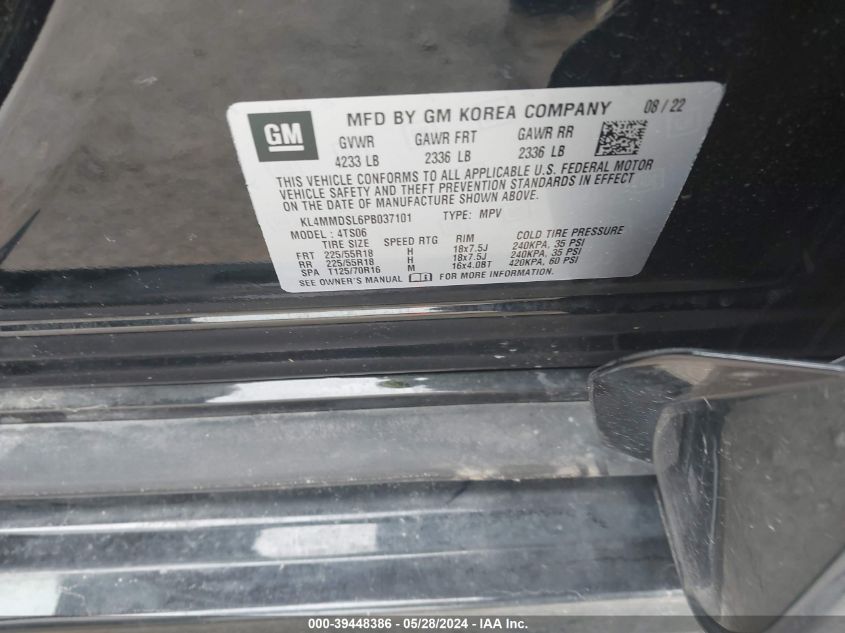 GM
MFD BY GM KOREA COMPANY 08/22
GVWR GAWR FRT GAWR RR
4233 LB 2336 LB 2336 LB
THIS VEHICLE CONFORMS TO ALL APPLICABLE U.S. FEDERAL MOTOR
VEHICLE SAFETY AND THEFT PREVENTION STANDARDS IN EFFECT
ON THE DATE OF MANUFACTURE SHOWN ABOVE.
KL4MMDSL6PB037101 TYPE: MPV
MODEL: 4TS06
TIRE SIZE SPEED RTG RIM COLD TIRE PRESSURE
FRT 225/55R18 H 18x7.5J 240KPA, 35 PSI
RR 225/55R18 H 18x7.5J 240KPA, 35 PSI
SPA T125/70R16 M 16x4.0BT 420KPA, 60 PSI
SEE OWNER'S MANUAL FOR MORE INFORMATION.
000-39448386 - 05/28/2024 - IAA Inc.